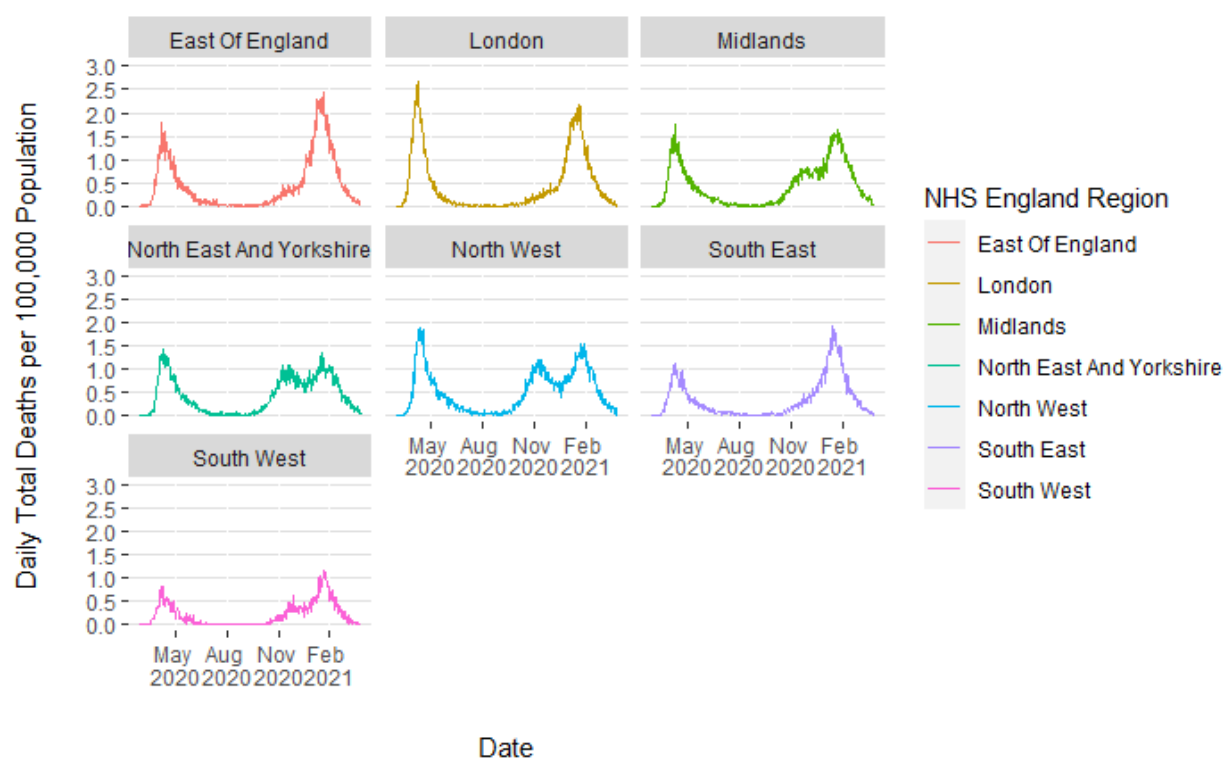 Daily Total Deaths per 100,000 Population
East Of England
London
Midlands
3.0
2.5
2.0
1.5
1.0
0.5
0.0
North East And Yorkshire
North West
South East
3.0
2.5
2.0
1.5
1.0
0.5
0.0
May Aug Nov Feb
2020 2020 2020 2021
May Aug Nov Feb
2020 2020 2020 2021
South West
3.0
2.5
2.0
1.5
1.0
0.5
0.0
May Aug Nov Feb
2020 2020 2020 2021
Date
NHS England Region
East Of England
London
Midlands
North East And Yorkshire
North West
South East
South West